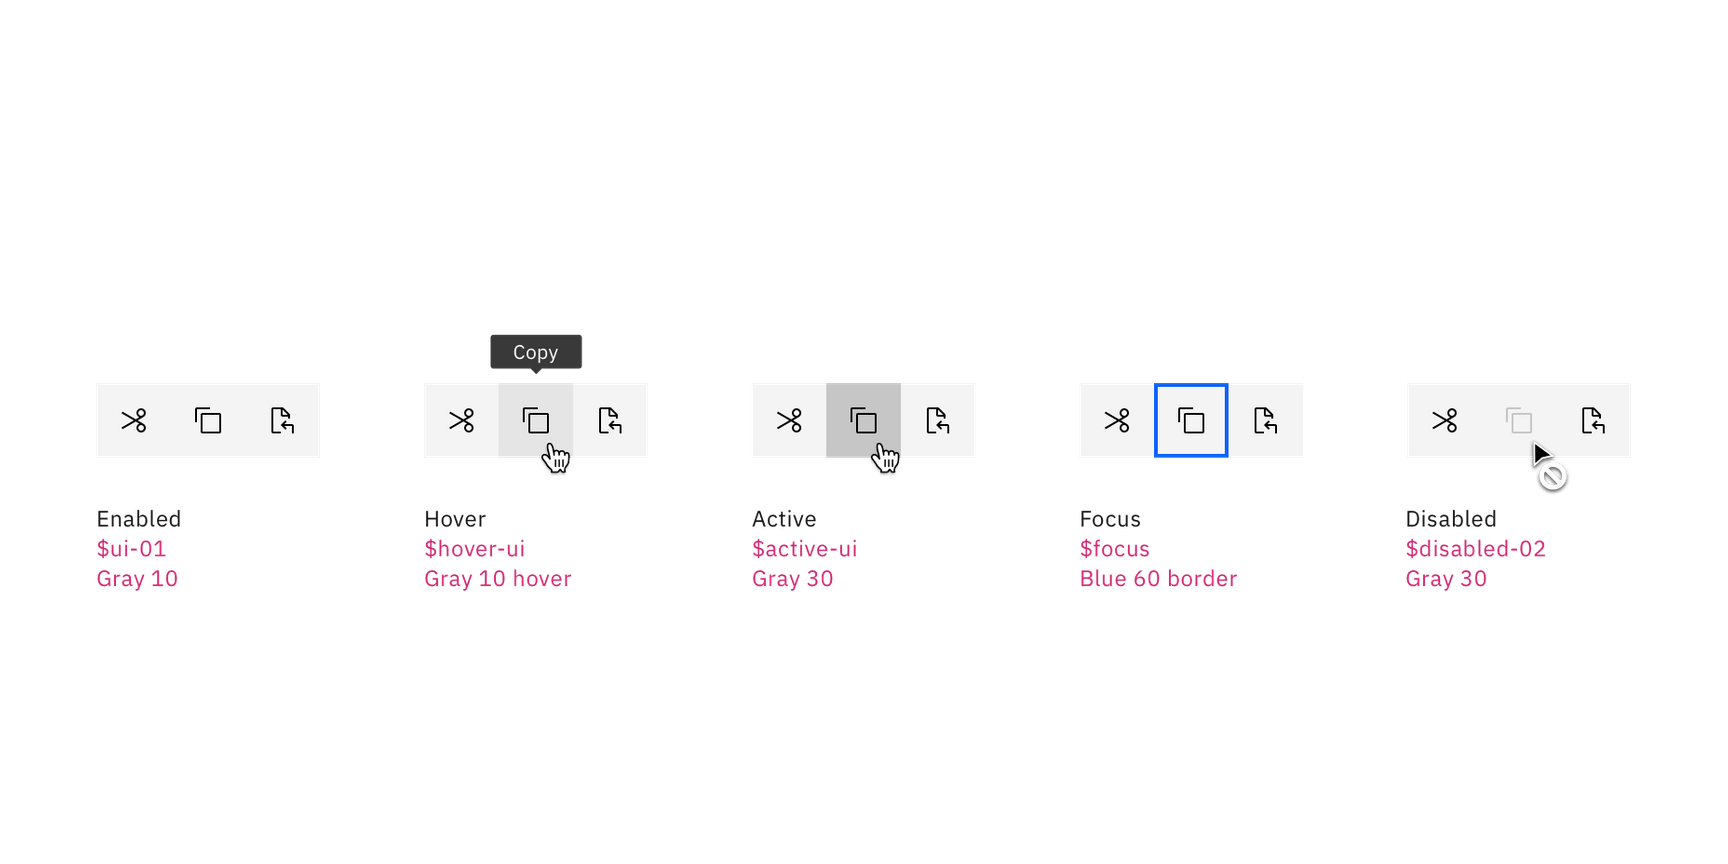 Copy
Enabled
$ui-01
Gray 10
Hover
$hover-ui
Gray 10 hover
Active
$active-ui
Gray 30
Focus
$focus
Blue 60 border
Disabled
$disabled-02
Gray 30